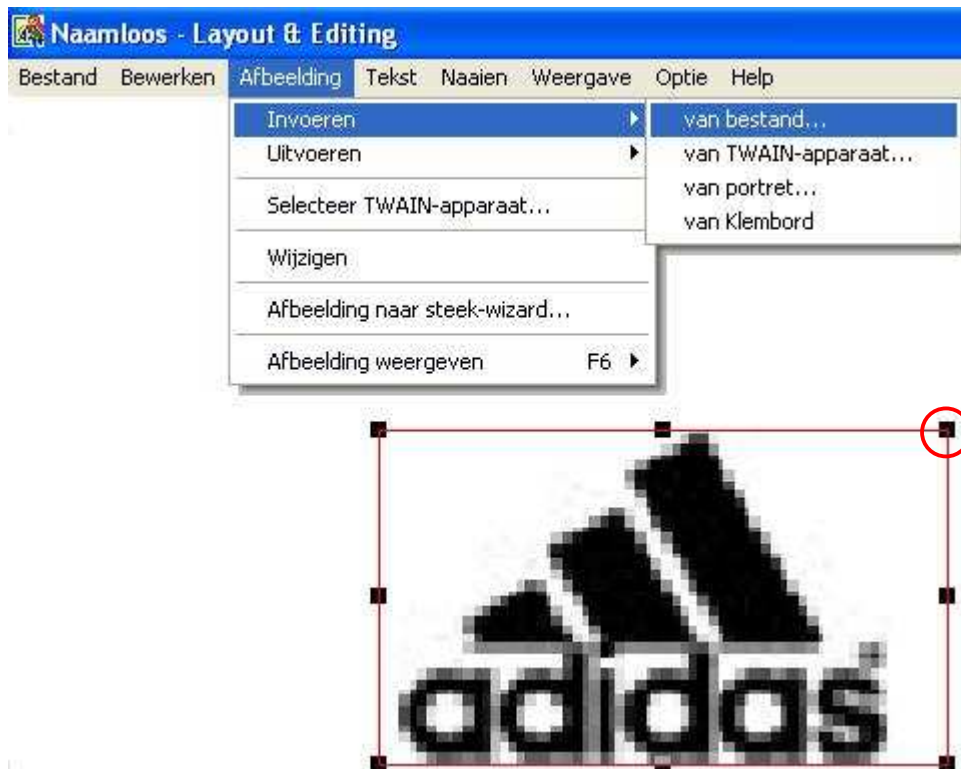 Naamloos - Layout & Editing
Bestand Bewerken Afbeelding Tekst Naaien Weergave Optie Help
Invoeren
van bestand...
Uitvoeren
van TWAIN-apparaat...
van portret...
Selecteer TWAIN-apparaat...
van Klembord
Wijzigen
Afbeelding naar steek-wizard...
Afbeelding weergeven F6
adidas